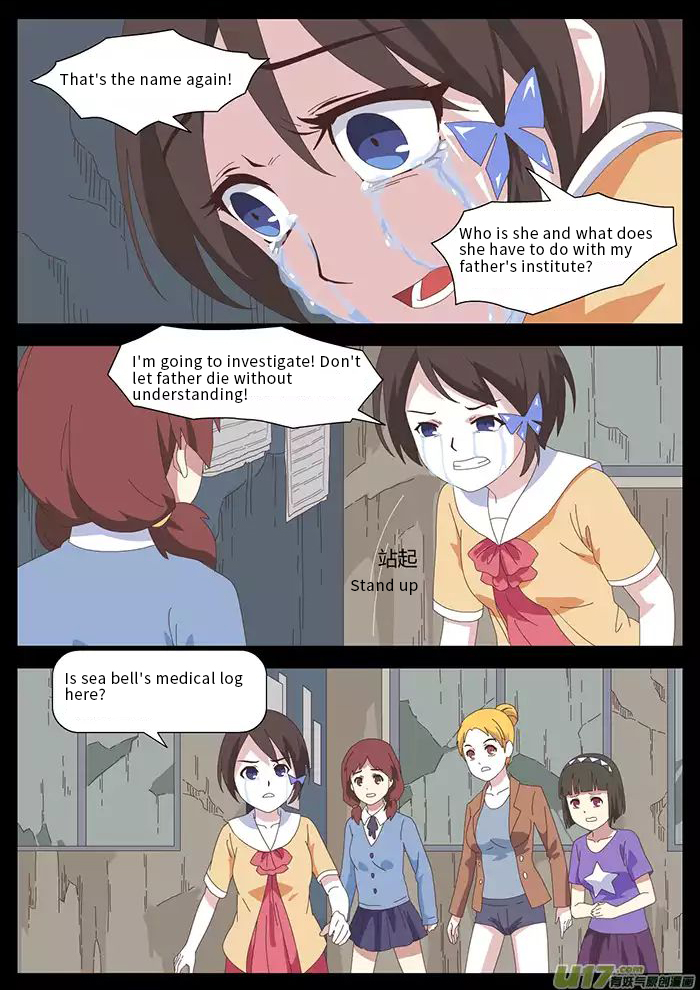 That's the name again!
Who is she and what does
she have to do with my
father's institute?
I'm going to investigate! Don't
let father die without
understanding!
站起
Stand up
Is sea bell's medical log
here?
U17.com
有妖气原创漫画